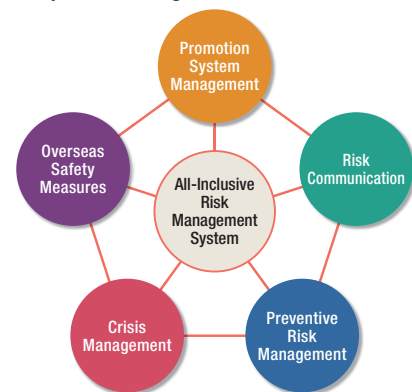 Promotion
System
Management
Overseas
Safety
Measures
Risk
Communication
All-Inclusive
Risk
Management
System
Crisis
Management
Preventive
Risk
Management